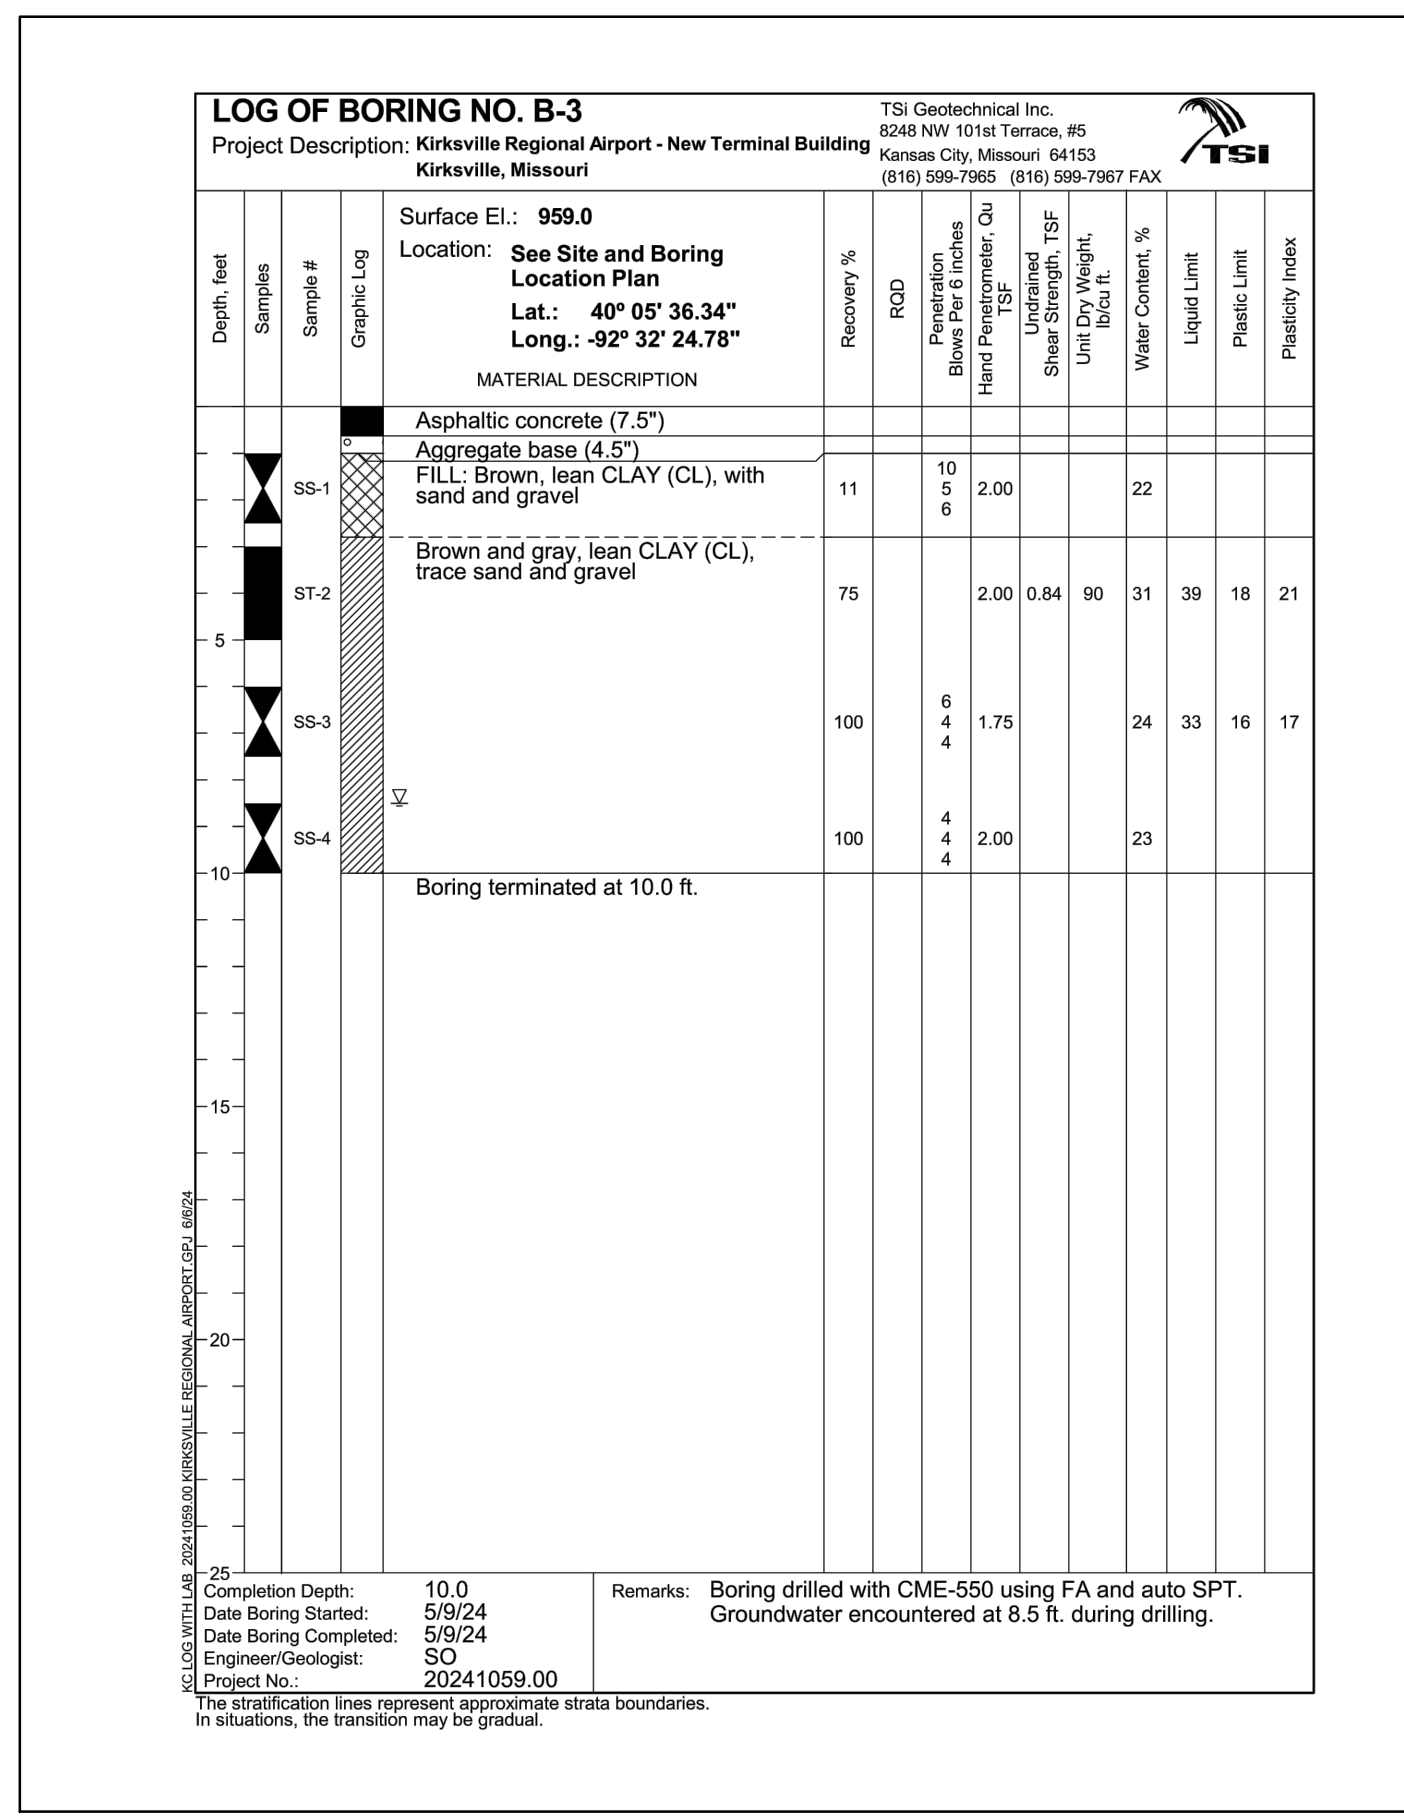 LOG OF BORING NO. B-3
Project Description: Kirksville Regional Airport - New Terminal Building
Kirksville, Missouri
TSi Geotechnical Inc.
8248 NW 101st Terrace, #5
Kansas City, Missouri 64153
(816) 599-7965 (816) 599-7967 FAX
TSi
Depth, feet
Samples
Sample #
Graphic Log
Surface El.: 959.0
Location: See Site and Boring
Location Plan
Lat.: 40º 05' 36.34"
Long.: -92º 32' 24.78"
MATERIAL DESCRIPTION
Recovery %
RQD
Penetration
Blows Per 6 inches
Hand Penetrometer, Qu
TSF
Undrained
Shear Strength, TSF
Unit Dry Weight,
lb/cu ft.
Water Content, %
Liquid Limit
Plastic Limit
Plasticity Index
Asphaltic concrete (7.5")
Aggregate base (4.5")
FILL: Brown, lean CLAY (CL), with
sand and gravel
SS-1 11 10 5 6 2.00 22
Brown and gray, lean CLAY (CL),
trace sand and gravel
ST-2 75 2.00 0.84 90 31 39 18 21
5
SS-3 100 6 4 4 1.75 24 33 16 17
SS-4 100 4 4 4 2.00 23
10
Boring terminated at 10.0 ft.
15
20
25
KC LOG WITH LAB 20241059.00 KIRKSVILLE REGIONAL AIRPORT.GPJ 6/6/24
Completion Depth: 10.0
Date Boring Started: 5/9/24
Date Boring Completed: 5/9/24
Engineer/Geologist: SO
Project No.: 20241059.00
Remarks: Boring drilled with CME-550 using FA and auto SPT.
Groundwater encountered at 8.5 ft. during drilling.
The stratification lines represent approximate strata boundaries.
In situations, the transition may be gradual.